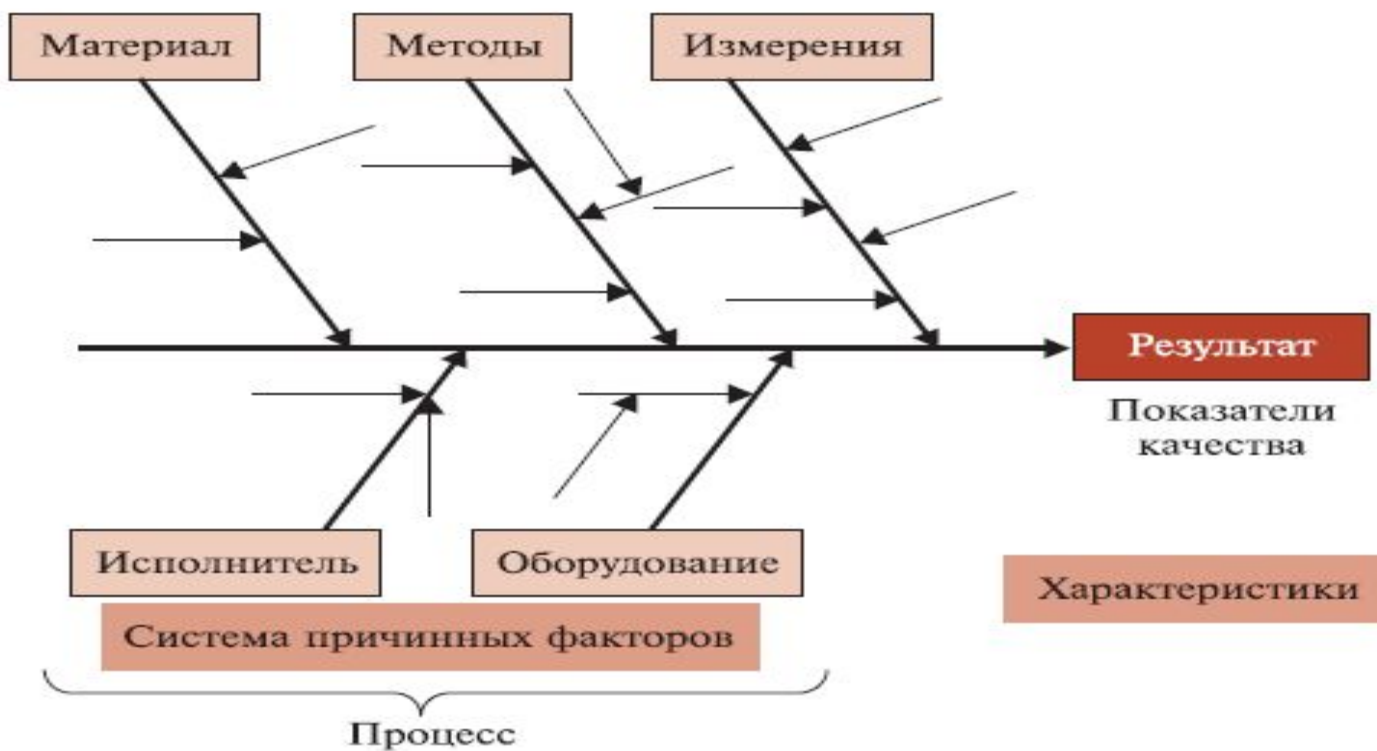 Материал
Методы
Измерения
Результат
Показатели
качества
Исполнитель
Оборудование
Характеристики
Система причинных факторов
Процесс